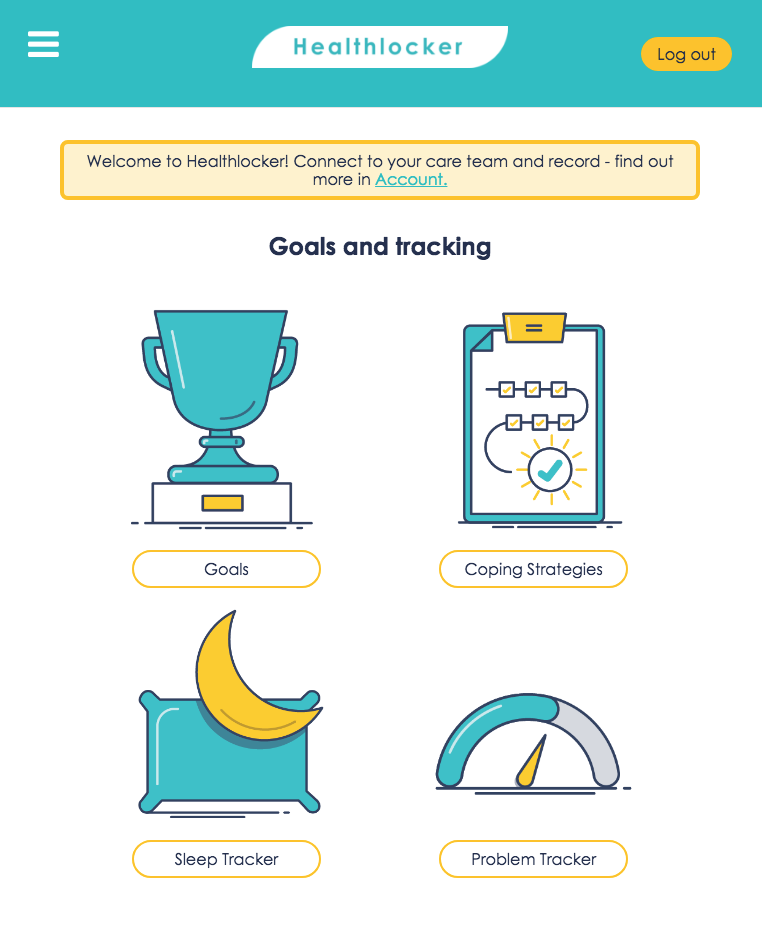 Healthlocker
Log out
Welcome to Healthlocker! Connect to your care team and record - find out
more in Account.
Goals and tracking
Goals
Coping Strategies
Sleep Tracker
Problem Tracker